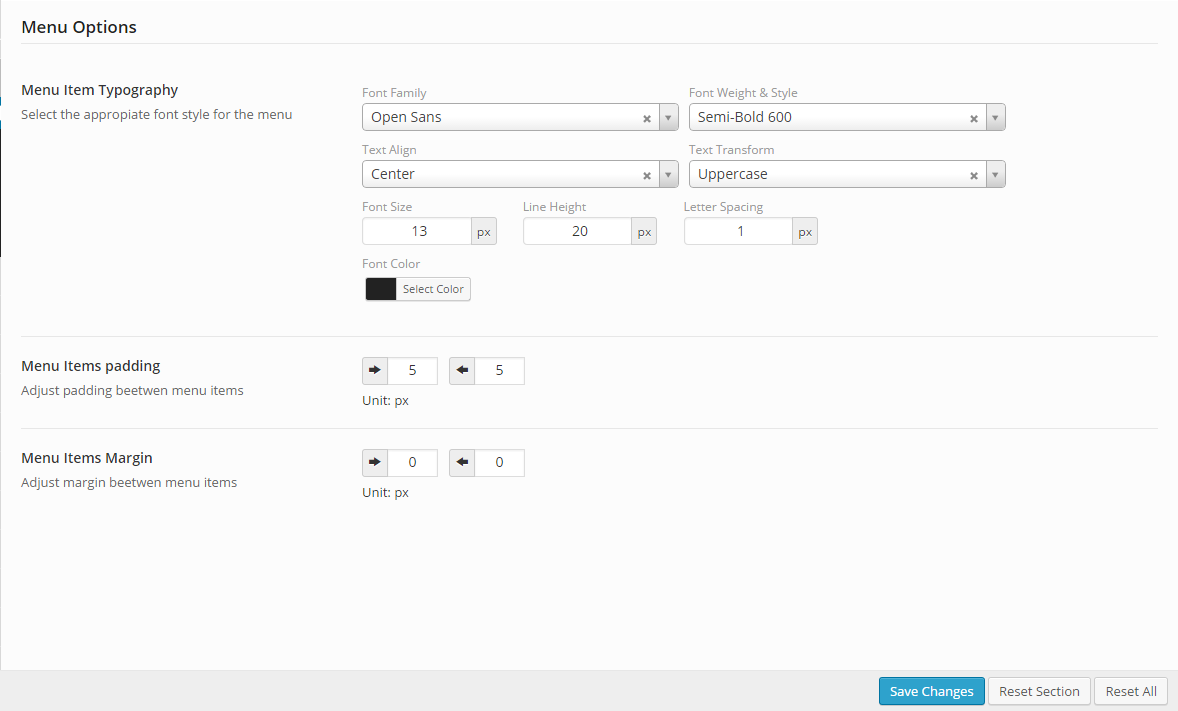 Menu Options
Menu Item Typography
Select the appropiate font style for the menu
Font Family
Font Weight & Style
Open Sans
Semi-Bold 600
Text Align
Text Transform
Center
Uppercase
Font Size
Line Height
Letter Spacing
13 px
20 px
1 px
Font Color
Select Color
Menu Items padding
Adjust padding beetwen menu items
5
5
Unit: px
Menu Items Margin
Adjust margin beetwen menu items
0
0
Unit: px
Save Changes
Reset Section
Reset All